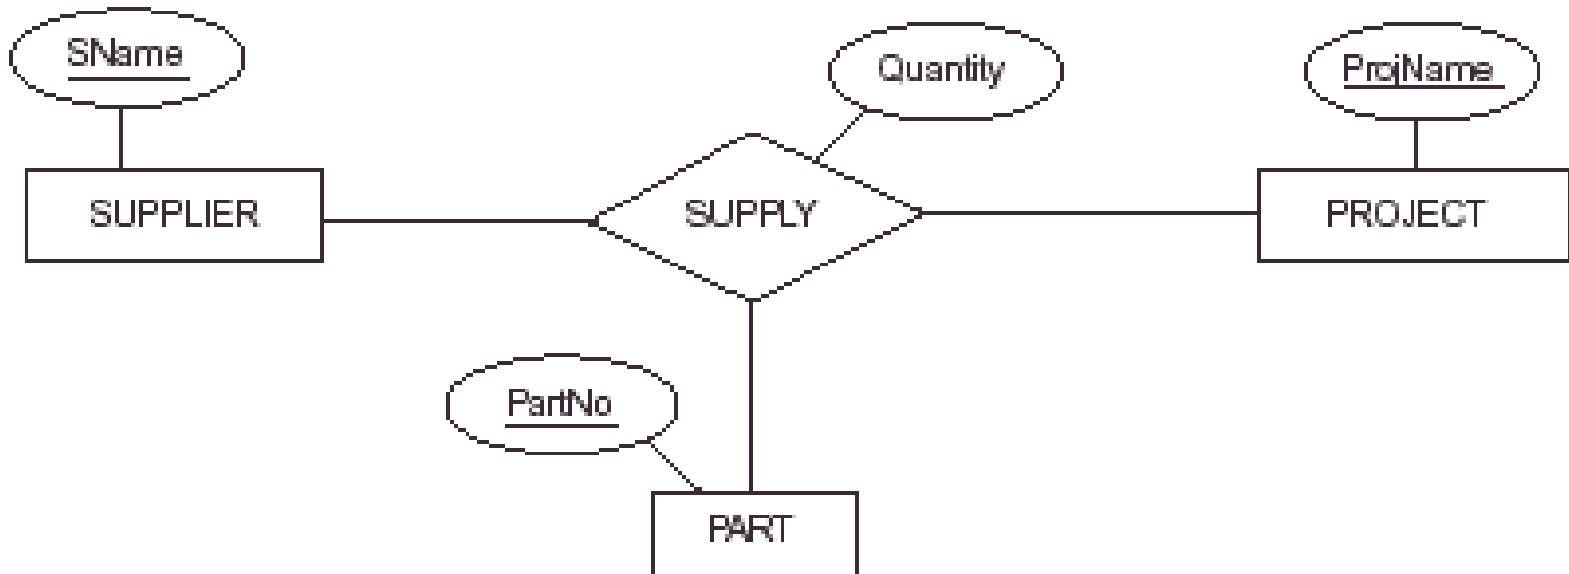 SName
Quantity
ProjName
SUPPLIER
SUPPLY
PROJECT
PartNo
PART